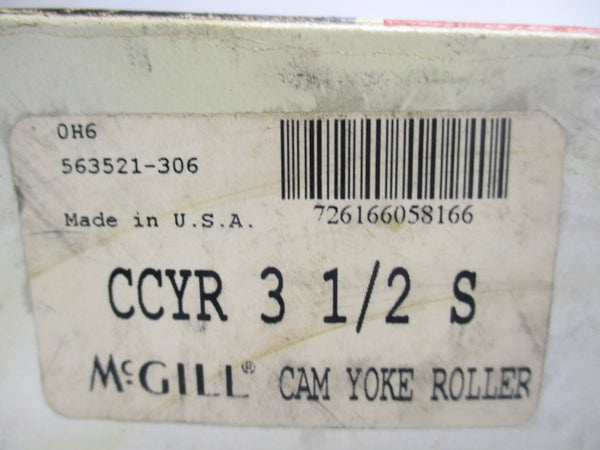 0H6
563521-306
726166058166
Made in U.S.A.
CCYR 3 1/2 S
McGILL® CAM YOKE ROLLER